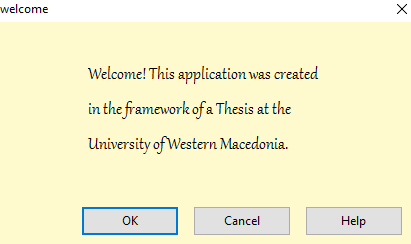 welcome
Welcome! This application was created
in the framework of a Thesis at the
University of Western Macedonia.
OK Cancel Help